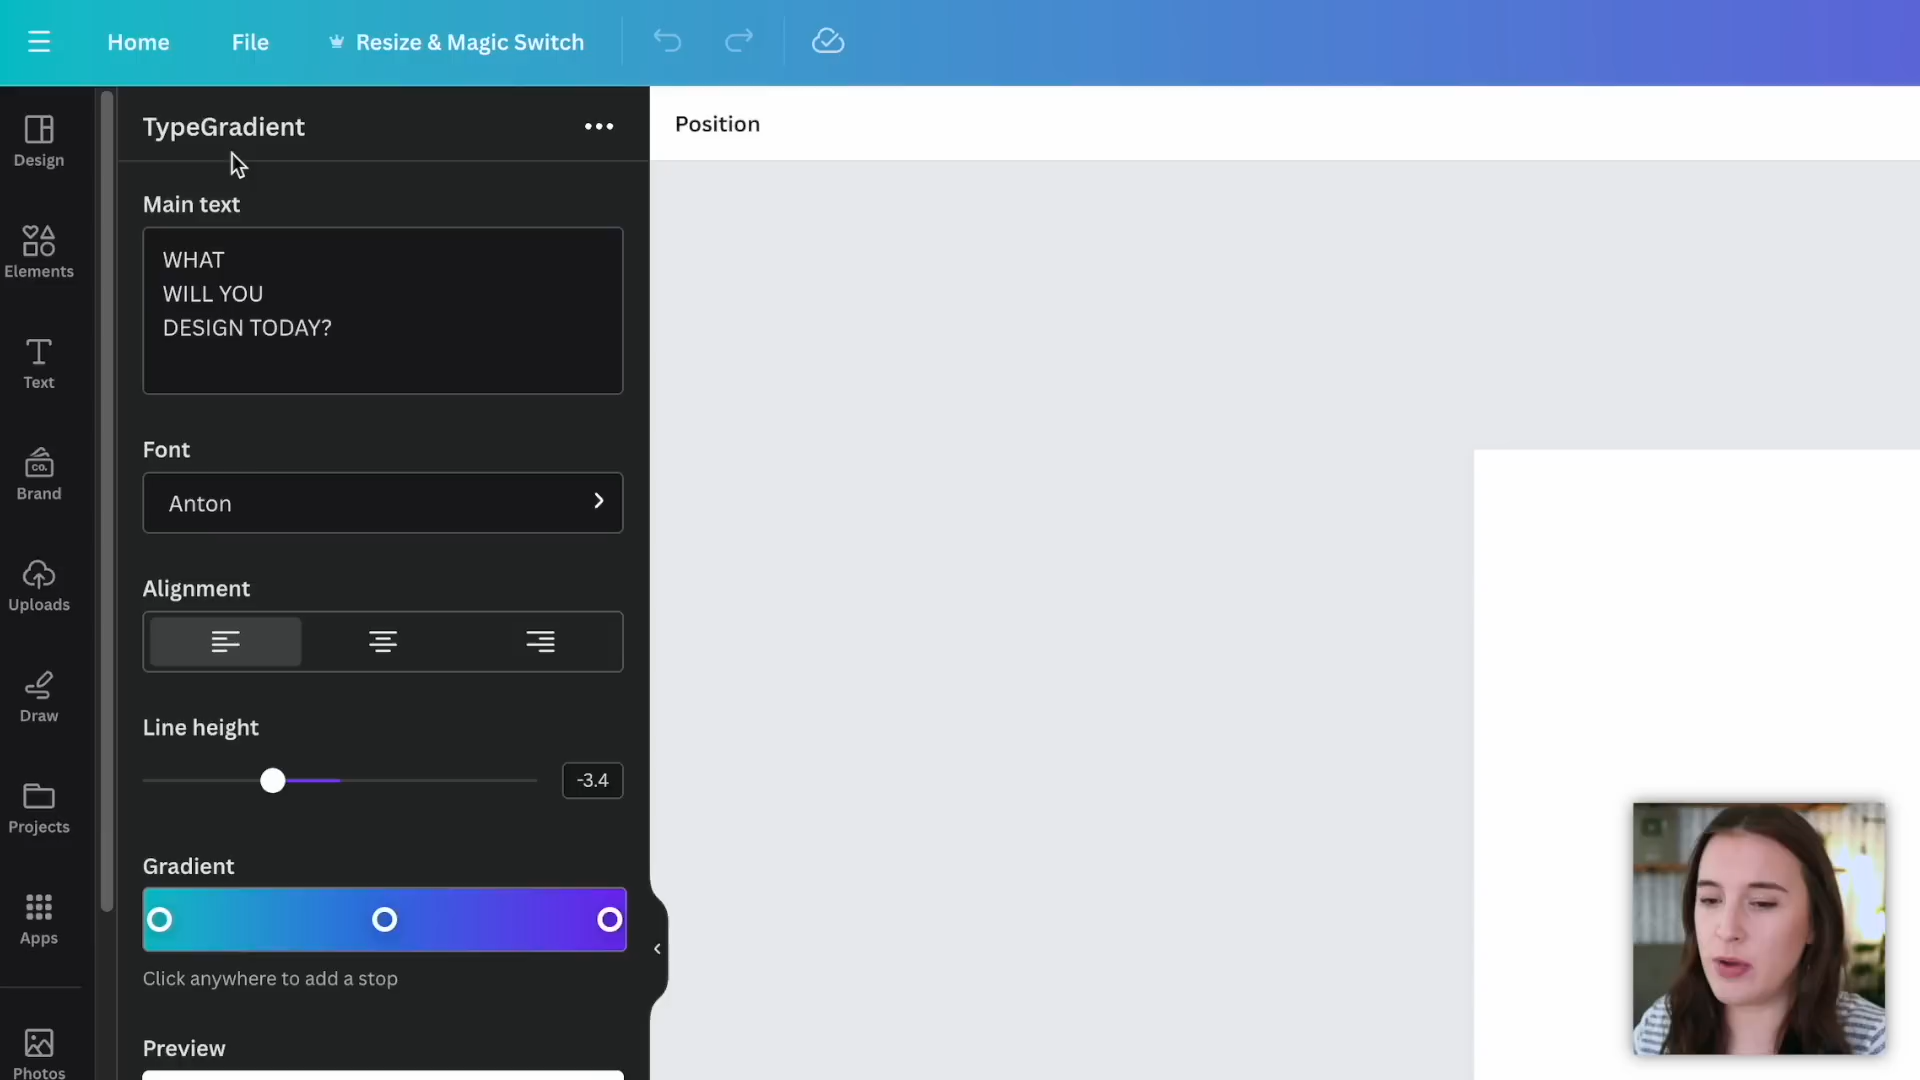 Home File Resize & Magic Switch
TypeGradient
Position
Design
Main text
WHAT
WILL YOU
DESIGN TODAY?
Elements
Text
Font
Anton
Brand
Alignment
Uploads
Line height
-3.4
Draw
Projects
Gradient
Click anywhere to add a stop
Apps
Preview
Photos
CO.